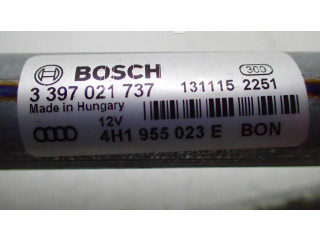 BOSCH 3C0
3 397 021 737 131115 2251
Made in Hungary
12V
4H1 955 023 E BON